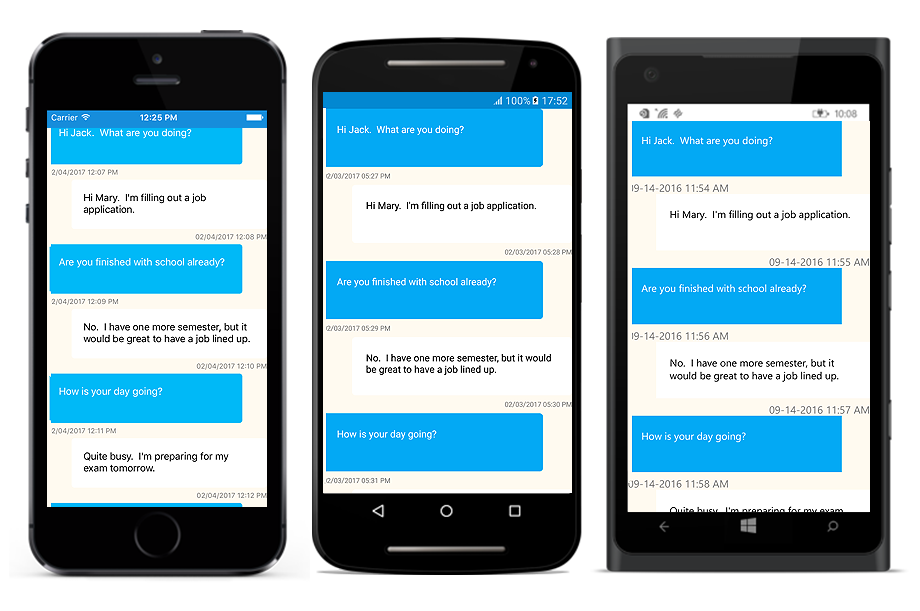 Carrier
12:25 PM
Hi Jack. What are you doing?
2/04/2017 12:07 PM
Hi Mary. I'm filling out a job
application.
02/04/2017 12:08 PM
Are you finished with school already?
2/04/2017 12:09 PM
No. I have one more semester, but it
would be great to have a job lined up.
02/04/2017 12:10 PM
How is your day going?
2/04/2017 12:11 PM
Quite busy. I'm preparing for my
exam tomorrow.
02/04/2017 12:12 PM
100% 17:52
Hi Jack. What are you doing?
02/03/2017 05:27 PM
Hi Mary. I'm filling out a job application.
02/03/2017 05:28 PM
Are you finished with school already?
02/03/2017 05:29 PM
No. I have one more semester, but it would
be great to have a job lined up.
02/03/2017 05:30 PM
How is your day going?
02/03/2017 05:31 PM
10:08
Hi Jack. What are you doing?
09-14-2016 11:54 AM
Hi Mary. I'm filling out a job application.
09-14-2016 11:55 AM
Are you finished with school already?
09-14-2016 11:56 AM
No. I have one more semester, but it
would be great to have a job lined up.
09-14-2016 11:57 AM
How is your day going?
09-14-2016 11:58 AM
Quite busy. I'm preparing for my exam